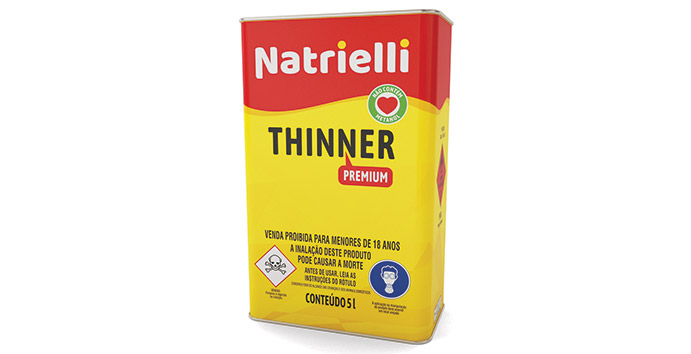 Natrielli
NÃO CONTÉM
METANOL
THINNER
PREMIUM
VENDA PROIBIDA PARA MENORES DE 18 ANOS
A INALAÇÃO DESTE PRODUTO
PODE CAUSAR A MORTE
ANTES DE USAR, LEIA AS
INSTRUÇÕES DO RÓTULO
CONTEÚDO 5 l